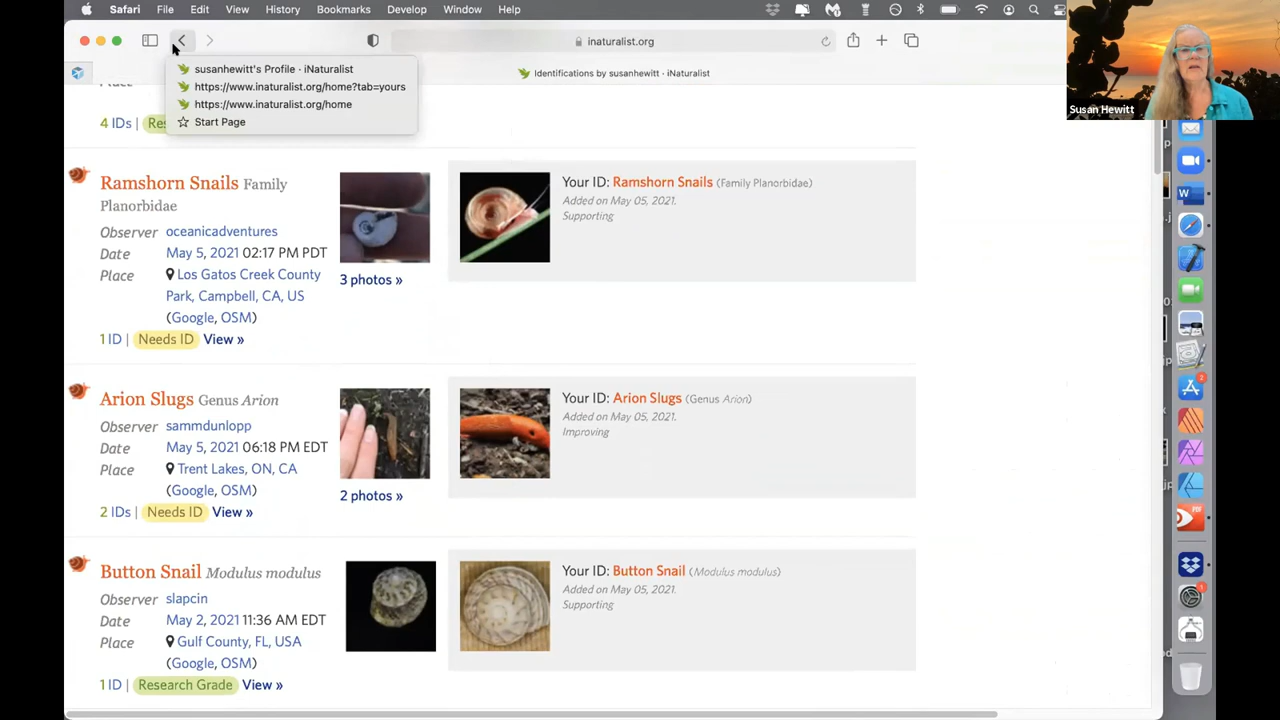 Safari File Edit View History Bookmarks Develop Window Help
inaturalist.org
susanhewitt's Profile · iNaturalist
https://www.inaturalist.org/home?tab=yours
https://www.inaturalist.org/home
Start Page
Identifications by susanhewitt · iNaturalist
Susan Hewitt
4 IDs |
Ramshorn Snails Family
Planorbidae
Observer oceanicadventures
Date May 5, 2021 02:17 PM PDT
Place Los Gatos Creek County
Park, Campbell, CA, US
(Google, OSM)
1 ID | Needs ID View »
3 photos »
Your ID: Ramshorn Snails (Family Planorbidae)
Added on May 05, 2021.
Supporting
Arion Slugs Genus Arion
Observer sammdunlopp
Date May 5, 2021 06:18 PM EDT
Place Trent Lakes, ON, CA
(Google, OSM)
2 IDs | Needs ID View »
2 photos »
Your ID: Arion Slugs (Genus Arion)
Added on May 05, 2021.
Improving
Button Snail Modulus modulus
Observer slapcin
Date May 2, 2021 11:36 AM EDT
Place Gulf County, FL, USA
(Google, OSM)
1 ID | Research Grade View »
Your ID: Button Snail (Modulus modulus)
Added on May 05, 2021.
Supporting